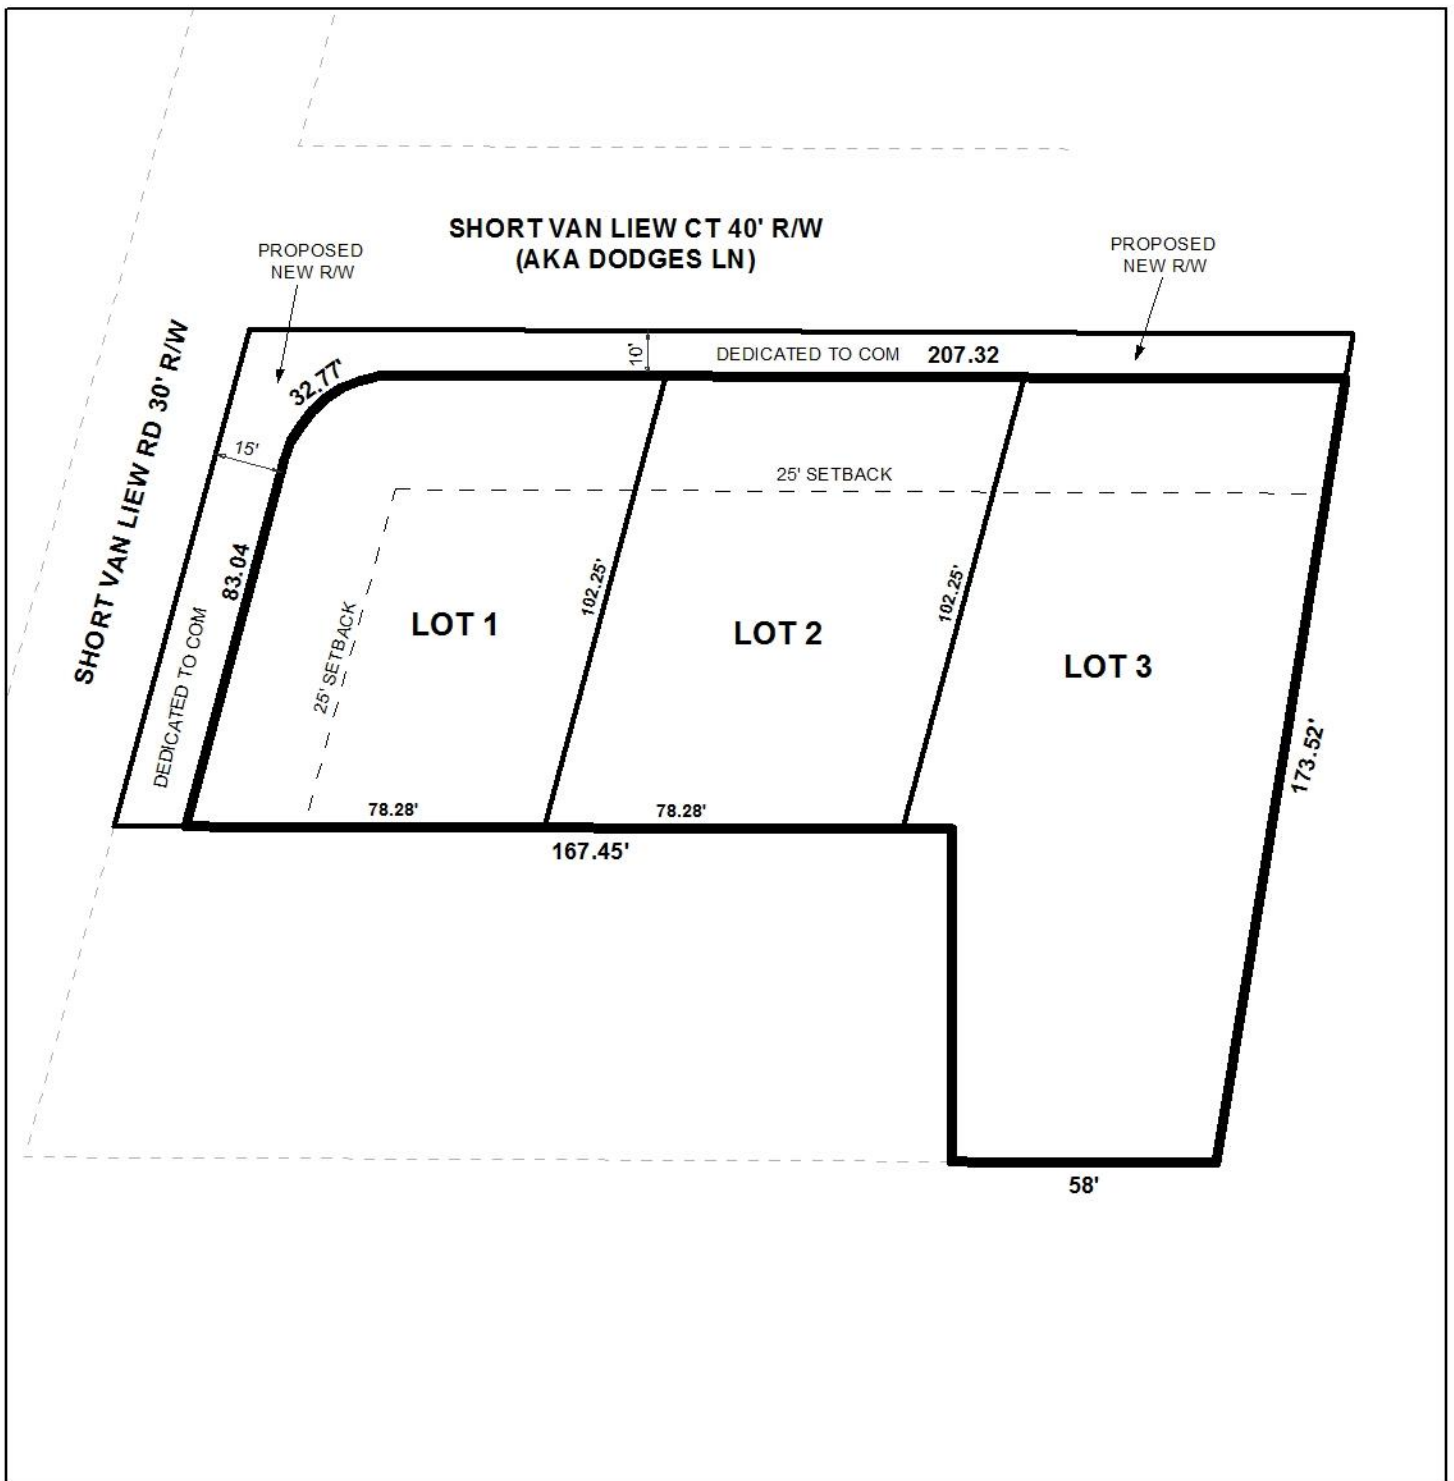 SHORT VAN LIEW CT 40' R/W
(AKA DODGES LN)
PROPOSED
NEW R/W
PROPOSED
NEW R/W
SHORT VAN LIEW RD 30' R/W
32.77'
10'
DEDICATED TO COM 207.32
15'
25' SETBACK
83.04
DEDICATED TO COM
25' SETBACK
102.25'
102.25'
LOT 1
LOT 2
LOT 3
173.52'
78.28'
78.28'
167.45'
58'